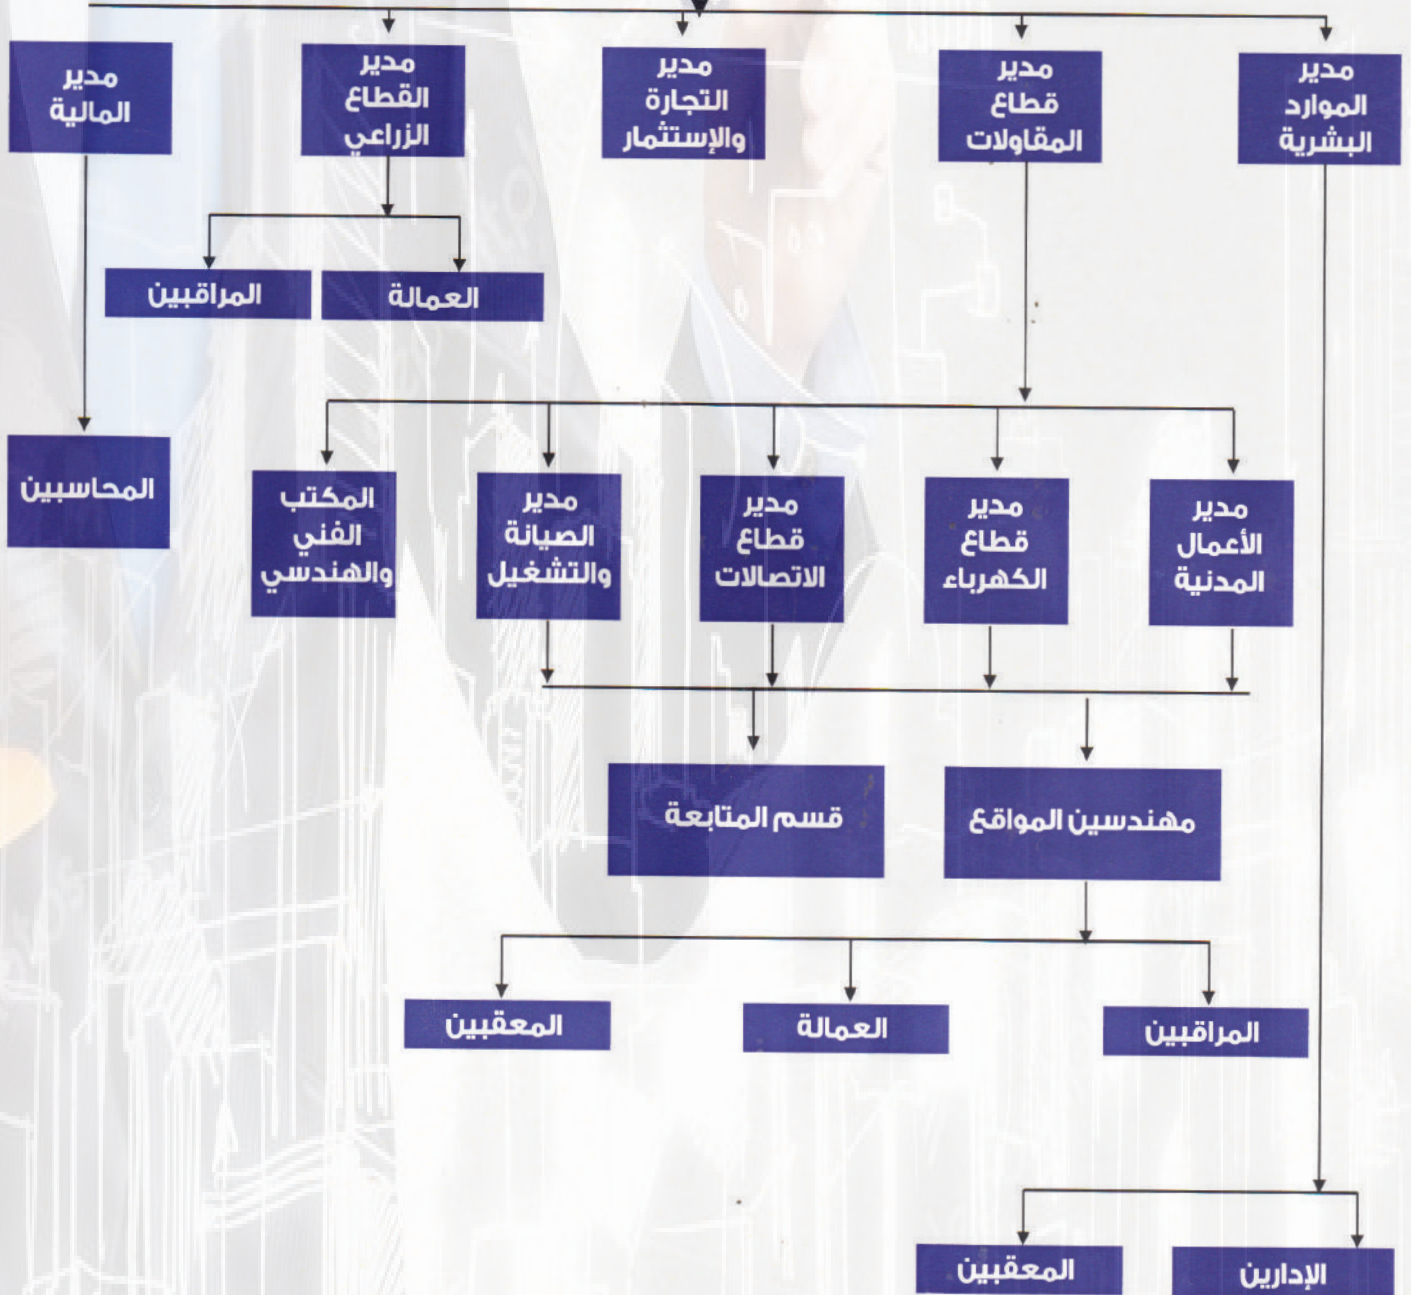 مدير
الموارد
البشرية
مدير
قطاع
المقاولات
مدير
التجارة
والإستثمار
مدير
القطاع
الزراعي
مدير
المالية
العمالة
المراقبين
مدير
الأعمال
المدنية
مدير
قطاع
الكهرباء
مدير
قطاع
الاتصالات
مدير
الصيانة
والتشغيل
المكتب
الفني
والهندسي
المحاسبين
مهندسين المواقع
قسم المتابعة
المراقبين
العمالة
المعقبين
الإدارين
المعقبين